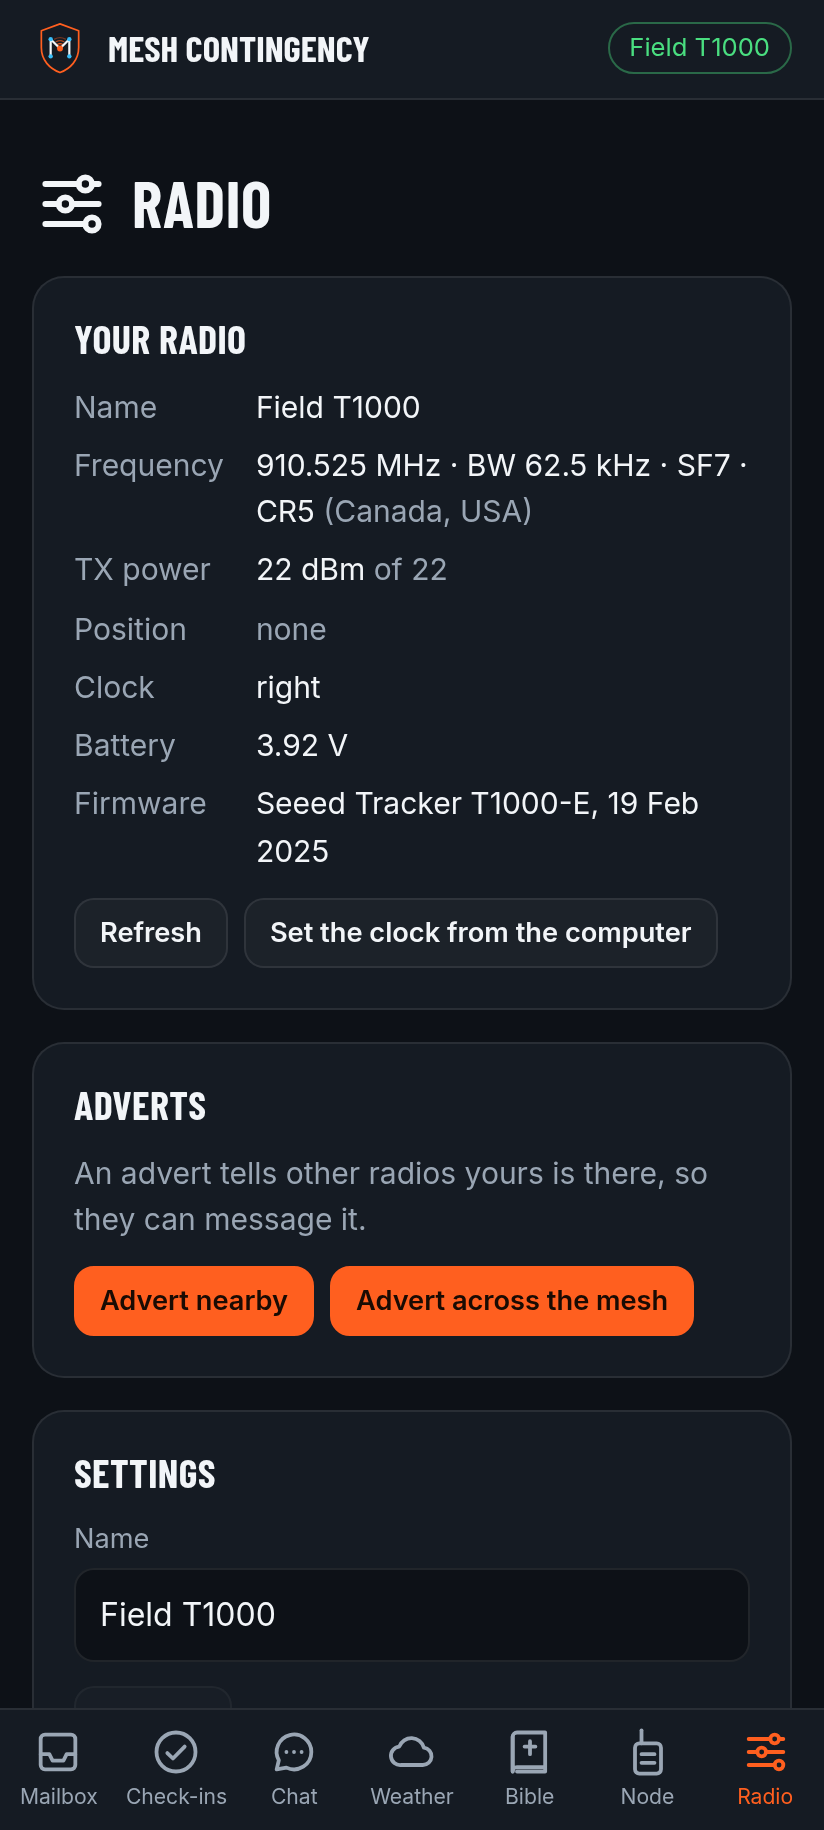 MESH CONTINGENCY
Field T1000
RADIO
YOUR RADIO
Name Field T1000
Frequency 910.525 MHz · BW 62.5 kHz · SF7 ·
CR5 (Canada, USA)
TX power 22 dBm of 22
Position none
Clock right
Battery 3.92 V
Firmware Seeed Tracker T1000-E, 19 Feb
2025
Refresh Set the clock from the computer
ADVERTS
An advert tells other radios yours is there, so
they can message it.
Advert nearby Advert across the mesh
SETTINGS
Name
Field T1000
Mailbox Check-ins Chat Weather Bible Node Radio